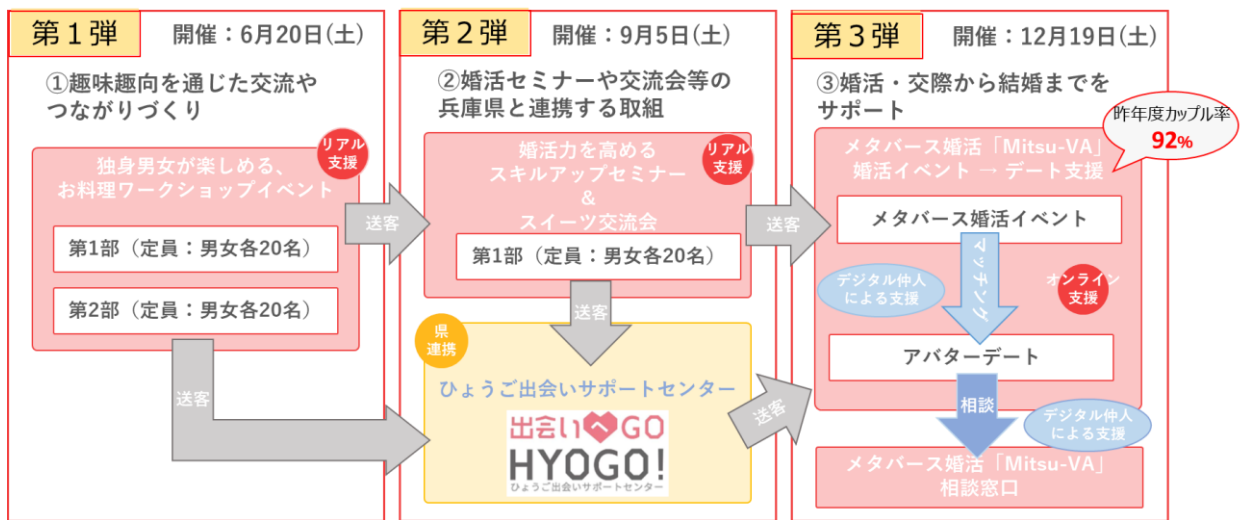 第1弾
開催:6月20日(土)
①趣味趣向を通じた交流や
つながりづくり
リアル
支援
独身男女が楽しめる、
お料理ワークショップイベント
第1部(定員:男女各20名)
第2部(定員:男女各20名)
送客
送客
第2弾
開催:9月5日(土)
②婚活セミナーや交流会等の
兵庫県と連携する取組
リアル
支援
婚活力を高める
スキルアップセミナー
&
スイーツ交流会
第1部(定員:男女各20名)
送客
送客
県
連携
ひょうご出会いサポートセンター
出会いへGO
HYOGO!
ひょうご出会いサポートセンター
送客
第3弾
開催:12月19日(土)
③婚活・交際から結婚までを
サポート
昨年度カップル率
92%
メタバース婚活「Mitsu-VA」
婚活イベント → デート支援
メタバース婚活イベント
マッチング
デジタル仲人
による支援
オンライン
支援
アバターデート
相談
デジタル仲人
による支援
メタバース婚活「Mitsu-VA」
相談窓口